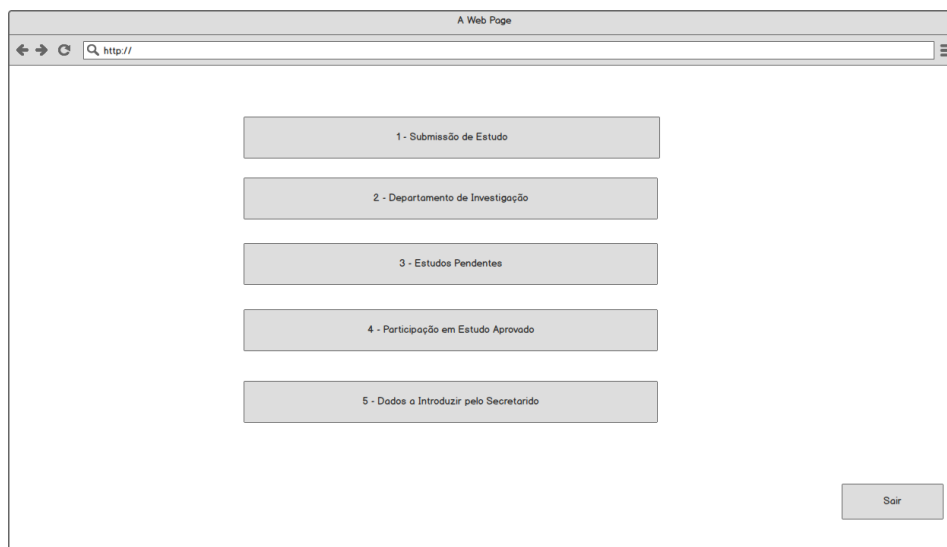 A Web Page
http://
1 - Submissão de Estudo
2 - Departamento de Investigação
3 - Estudos Pendentes
4 - Participação em Estudo Aprovado
5 - Dados a Introduzir pelo Secretarido
Sair